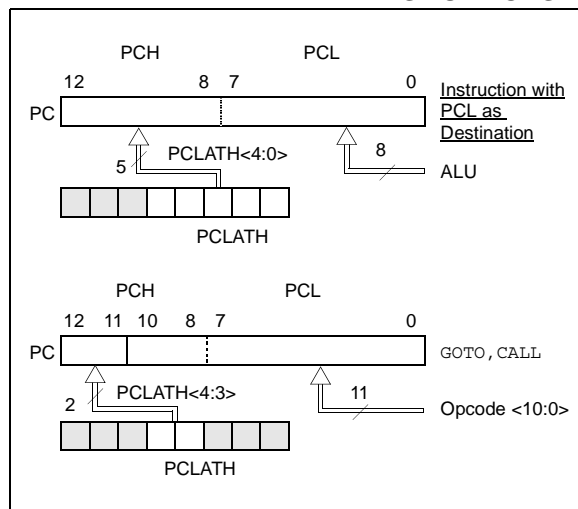 PCH PCL
12 8 7 0
Instruction with
PCL as
Destination
PC
5 PCLATH<4:0> 8
ALU
PCLATH
PCH PCL
12 11 10 8 7 0
PC GOTO, CALL
2 PCLATH<4:3> 11
Opcode <10:0>
PCLATH